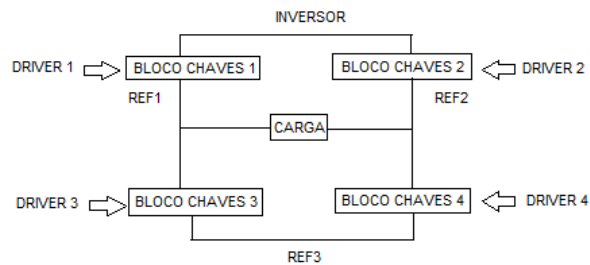 INVERSOR
DRIVER 1
BLOCO CHAVES 1
BLOCO CHAVES 2
DRIVER 2
REF1
REF2
CARGA
DRIVER 3
BLOCO CHAVES 3
BLOCO CHAVES 4
DRIVER 4
REF3